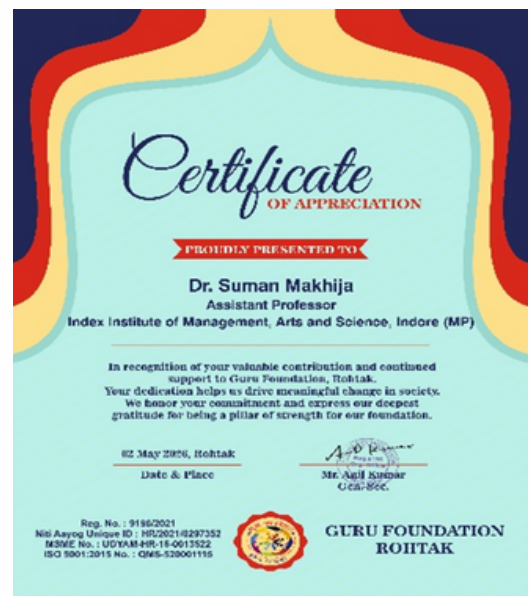 Certificate
OF APPRECIATION
PROUDLY PRESENTED TO
Dr. Suman Makhija
Assistant Professor
Index Institute of Management, Arts and Science, Indore (MP)
In recognition of your valuable contribution and continued
support to Guru Foundation, Rohtak.
Your dedication helps us drive meaningful change in society.
We honor your commitment and express our deepest
gratitude for being a pillar of strength for our foundation.
02 May 2026, Rohtak
Date & Place
Mr. Anil Kumar
Gen. Sec.
Reg. No. : 9196/2021
Niti Aayog Unique ID : HR/2021/0297352
MSME No. : UDYAM-HR-15-0013522
ISO 9001:2015 No. : QMS-520001116
GURU FOUNDATION
ROHTAK